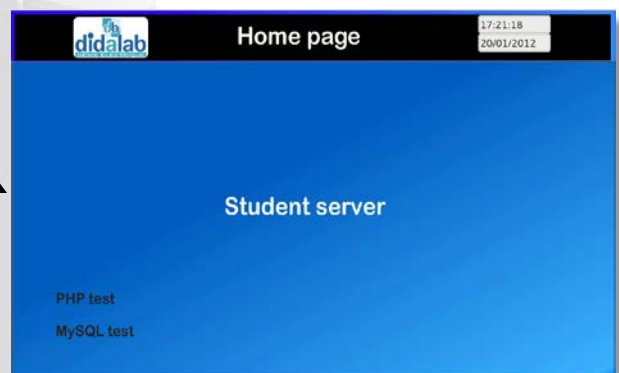 didalab
Home page
17:21:18
20/01/2012
Student server
PHP test
MySQL test